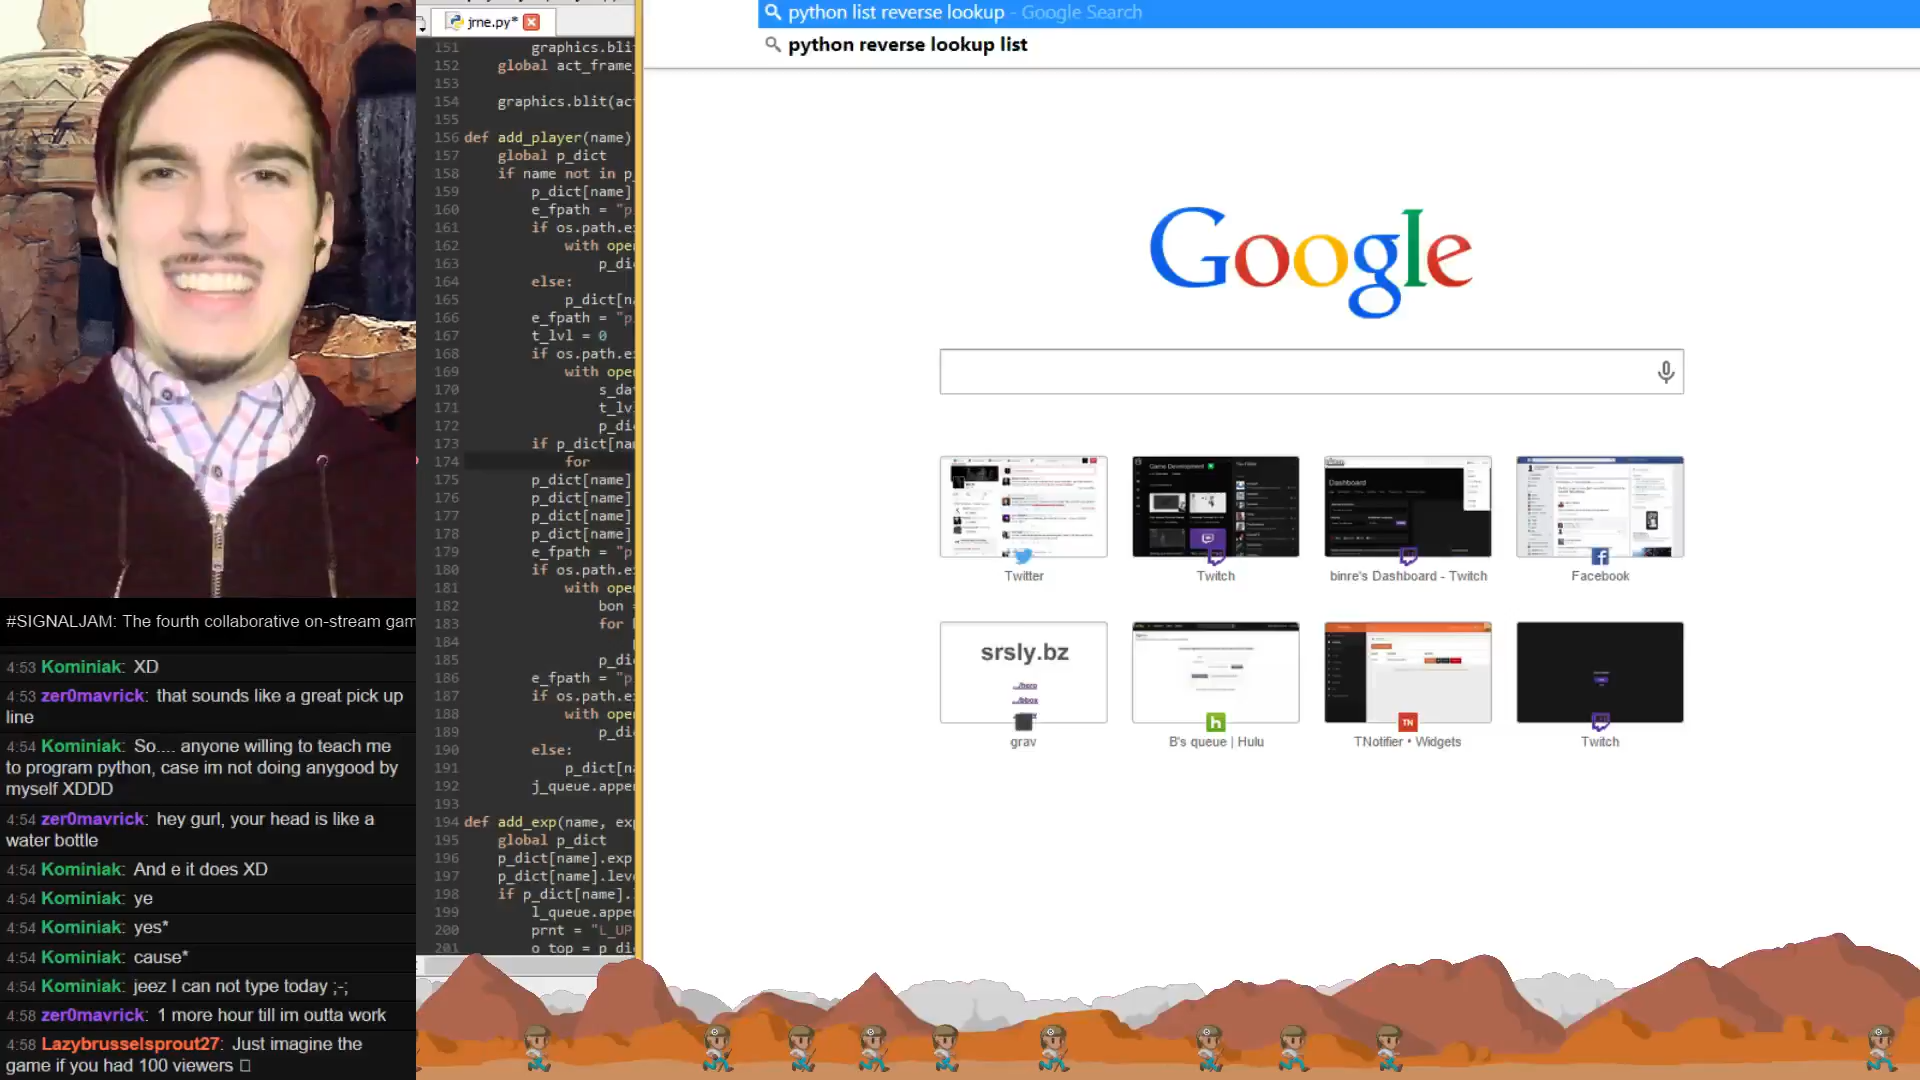 jrne.py*
python list reverse lookup - Google Search
python reverse lookup list
151 graphics.bli
152 global act_frame_
153
154 graphics.blit(ac
155
156 def add_player(name)
157 global p_dict
158 if name not in p_
159 p_dict[name]
160 e_fpath = "p
161 if os.path.e
162 with ope
163 p_di
164 else:
165 p_dict[n
166 e_fpath = "p
167 t_lvl = 0
168 if os.path.e
169 with ope
170 s_da
171 t_lv
172 p_di
173 if p_dict[na
174 for
175 p_dict[name]
176 p_dict[name]
177 p_dict[name]
178 p_dict[name]
179 e_fpath = "p
180 if os.path.e
181 with ope
182 bon =
183 for
184
185 p_di
186 e_fpath = "p
187 if os.path.e
188 with ope
189 p_di
190 else:
191 p_dict[n
192 j_queue.appe
193
194 def add_exp(name, exp
195 global p_dict
196 p_dict[name].exp
197 p_dict[name].leve
198 if p_dict[name].
199 l_queue.appe
200 prnt = "L_UP
201 o_top = p_di
Google
Twitter
Twitch
binre's Dashboard - Twitch
Facebook
Game Development
Dashboard
srsly.bz
grav
B's queue | Hulu
TN
TNotifier • Widgets
Twitch
#SIGNALJAM: The fourth collaborative on-stream gam
4:53 Kominiak: XD
4:53 zer0mavrick: that sounds like a great pick up
line
4:54 Kominiak: So.... anyone willing to teach me
to program python, case im not doing anygood by
myself XDDD
4:54 zer0mavrick: hey gurl, your head is like a
water bottle
4:54 Kominiak: And e it does XD
4:54 Kominiak: ye
4:54 Kominiak: yes*
4:54 Kominiak: cause*
4:54 Kominiak: jeez I can not type today ;-;
4:58 zer0mavrick: 1 more hour till im outta work
4:58 Lazybrusselsprout27: Just imagine the
game if you had 100 viewers